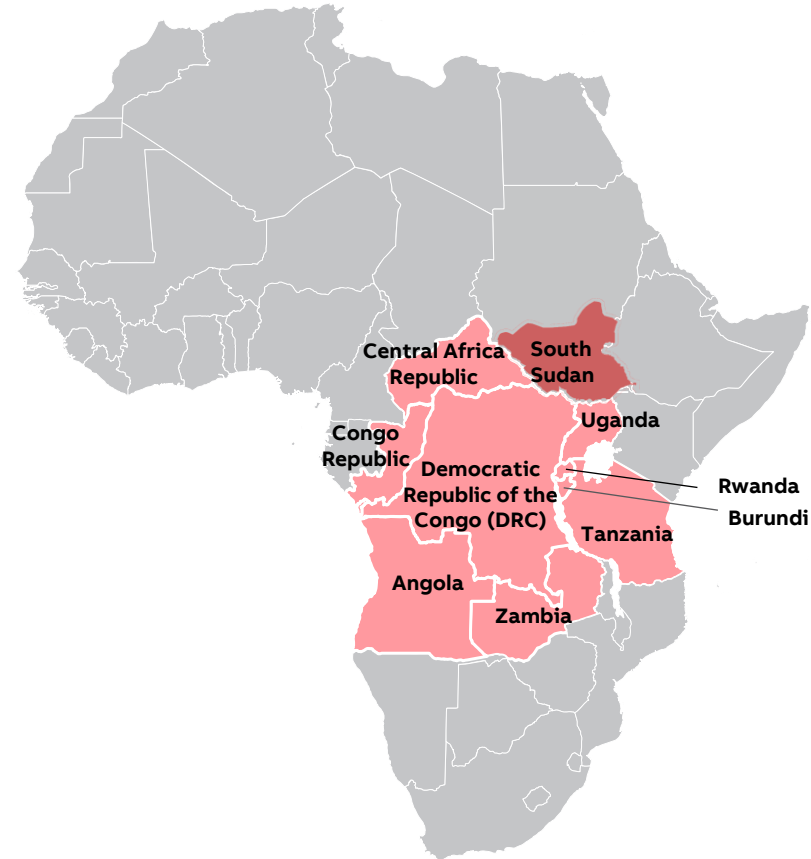 Central Africa
Republic
South
Sudan
Uganda
Congo
Republic
Democratic
Republic of the
Congo (DRC)
Rwanda
Burundi
Tanzania
Angola
Zambia